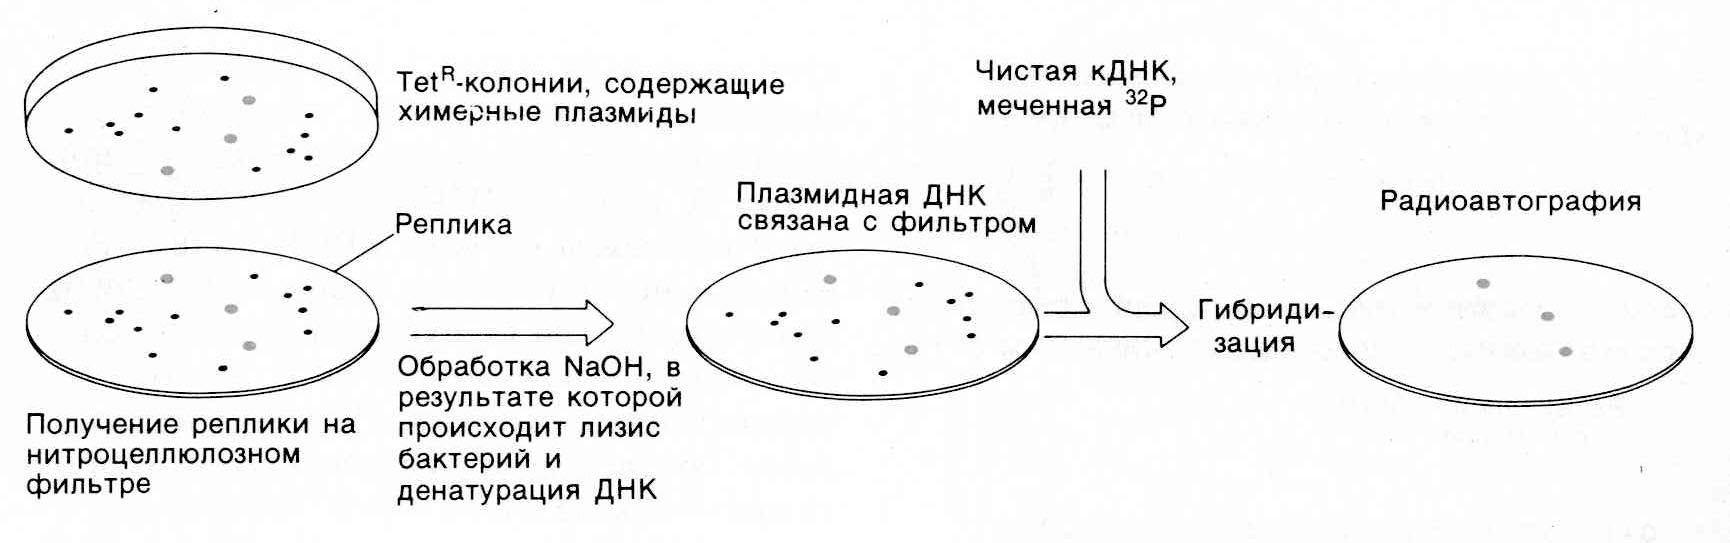 TetR-колонии, содержащие
химерные плазмиды
Реплика
Получение реплики на
нитроцеллюлозном
фильтре
Обработка NaOH, в
результате которой
происходит лизис
бактерий и
денатурация ДНК
Плазмидная ДНК
связана с фильтром
Чистая кДНК,
меченная 32P
Гибриди-
зация
Радиоавтография